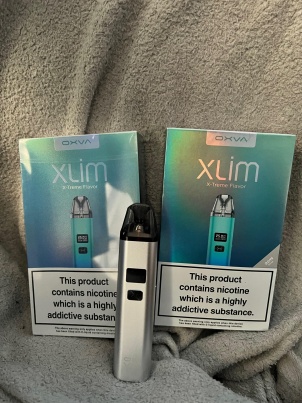 OXVA
XLIM
X-Treme Flavor
This product
contains nicotine
which is a highly
addictive substan
OXVA
XLIM
X-Treme Flavor
This product
contains nicotine
which is a highly
addictive substance.